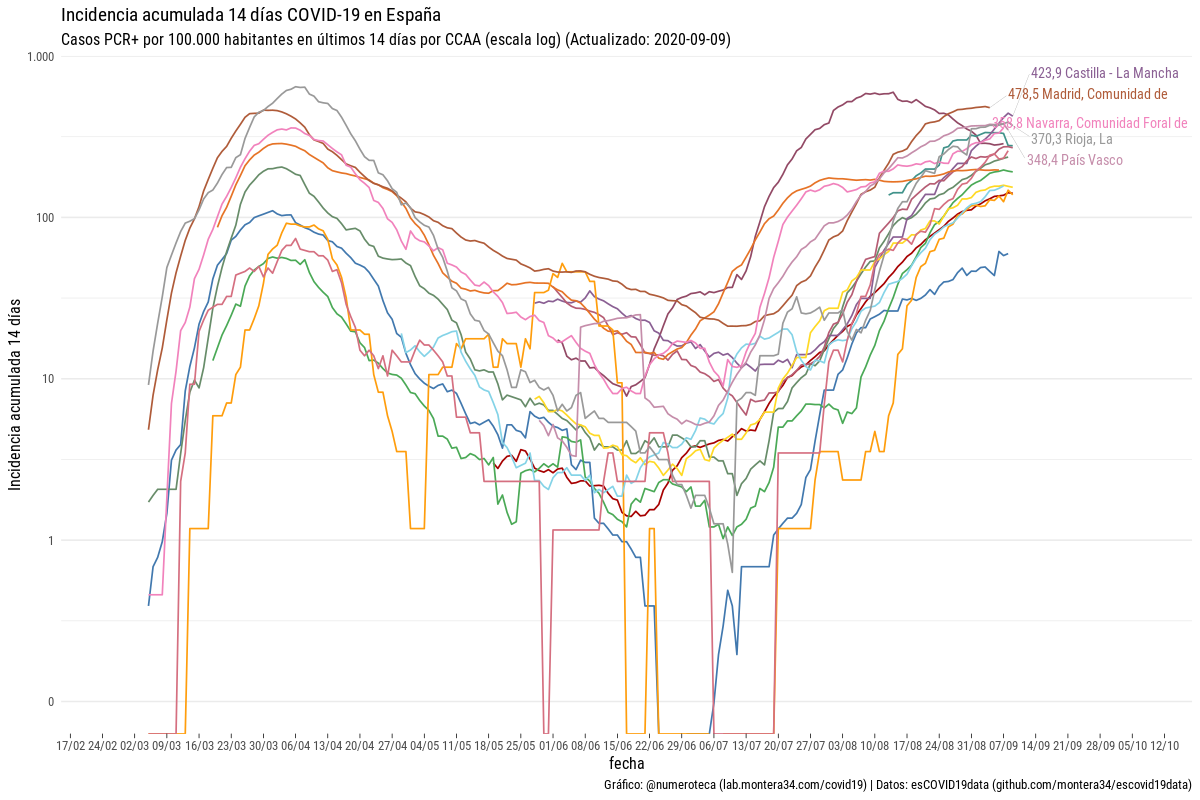 Incidencia acumulada 14 días COVID-19 en España
Casos PCR+ por 100.000 habitantes en últimos 14 días por CCAA (escala log) (Actualizado: 2020-09-09)
1.000
100
10
1
0
Incidencia acumulada 14 días
423,9 Castilla - La Mancha
478,5 Madrid, Comunidad de
Navarra, Comunidad Foral de
370,3 Rioja, La
348,4 País Vasco
17/02 24/02 02/03 09/03 16/03 23/03 30/03 06/04 13/04 20/04 27/04 04/05 11/05 18/05 25/05 01/06 08/06 15/06 22/06 29/06 06/07 13/07 20/07 27/07 03/08 10/08 17/08 24/08 31/08 07/09 14/09 21/09 28/09 05/10 12/10
fecha
Gráfico: @numeroteca (lab.montera34.com/covid19) | Datos: esCOVID19data (github.com/montera34/escovid19data)